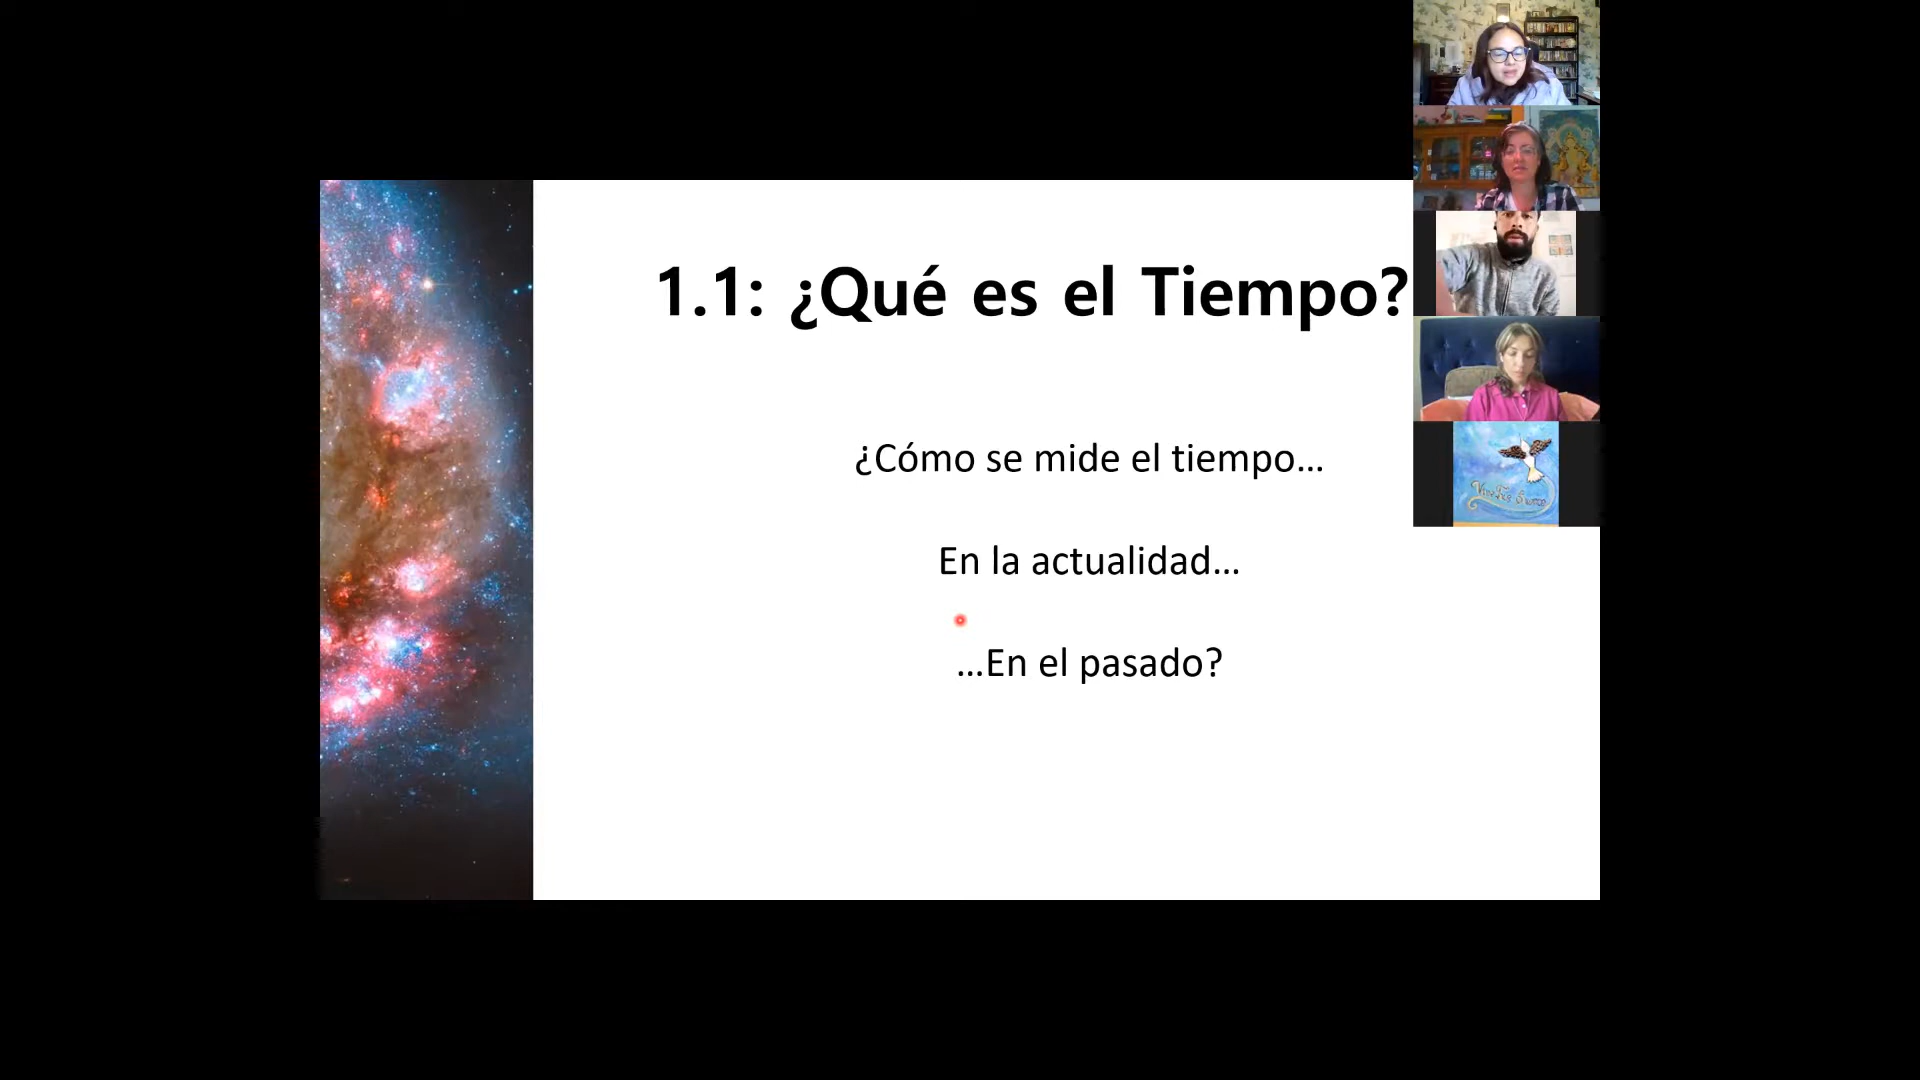 1.1: ¿Qué es el Tiempo?
¿Cómo se mide el tiempo...
En la actualidad...
...En el pasado?